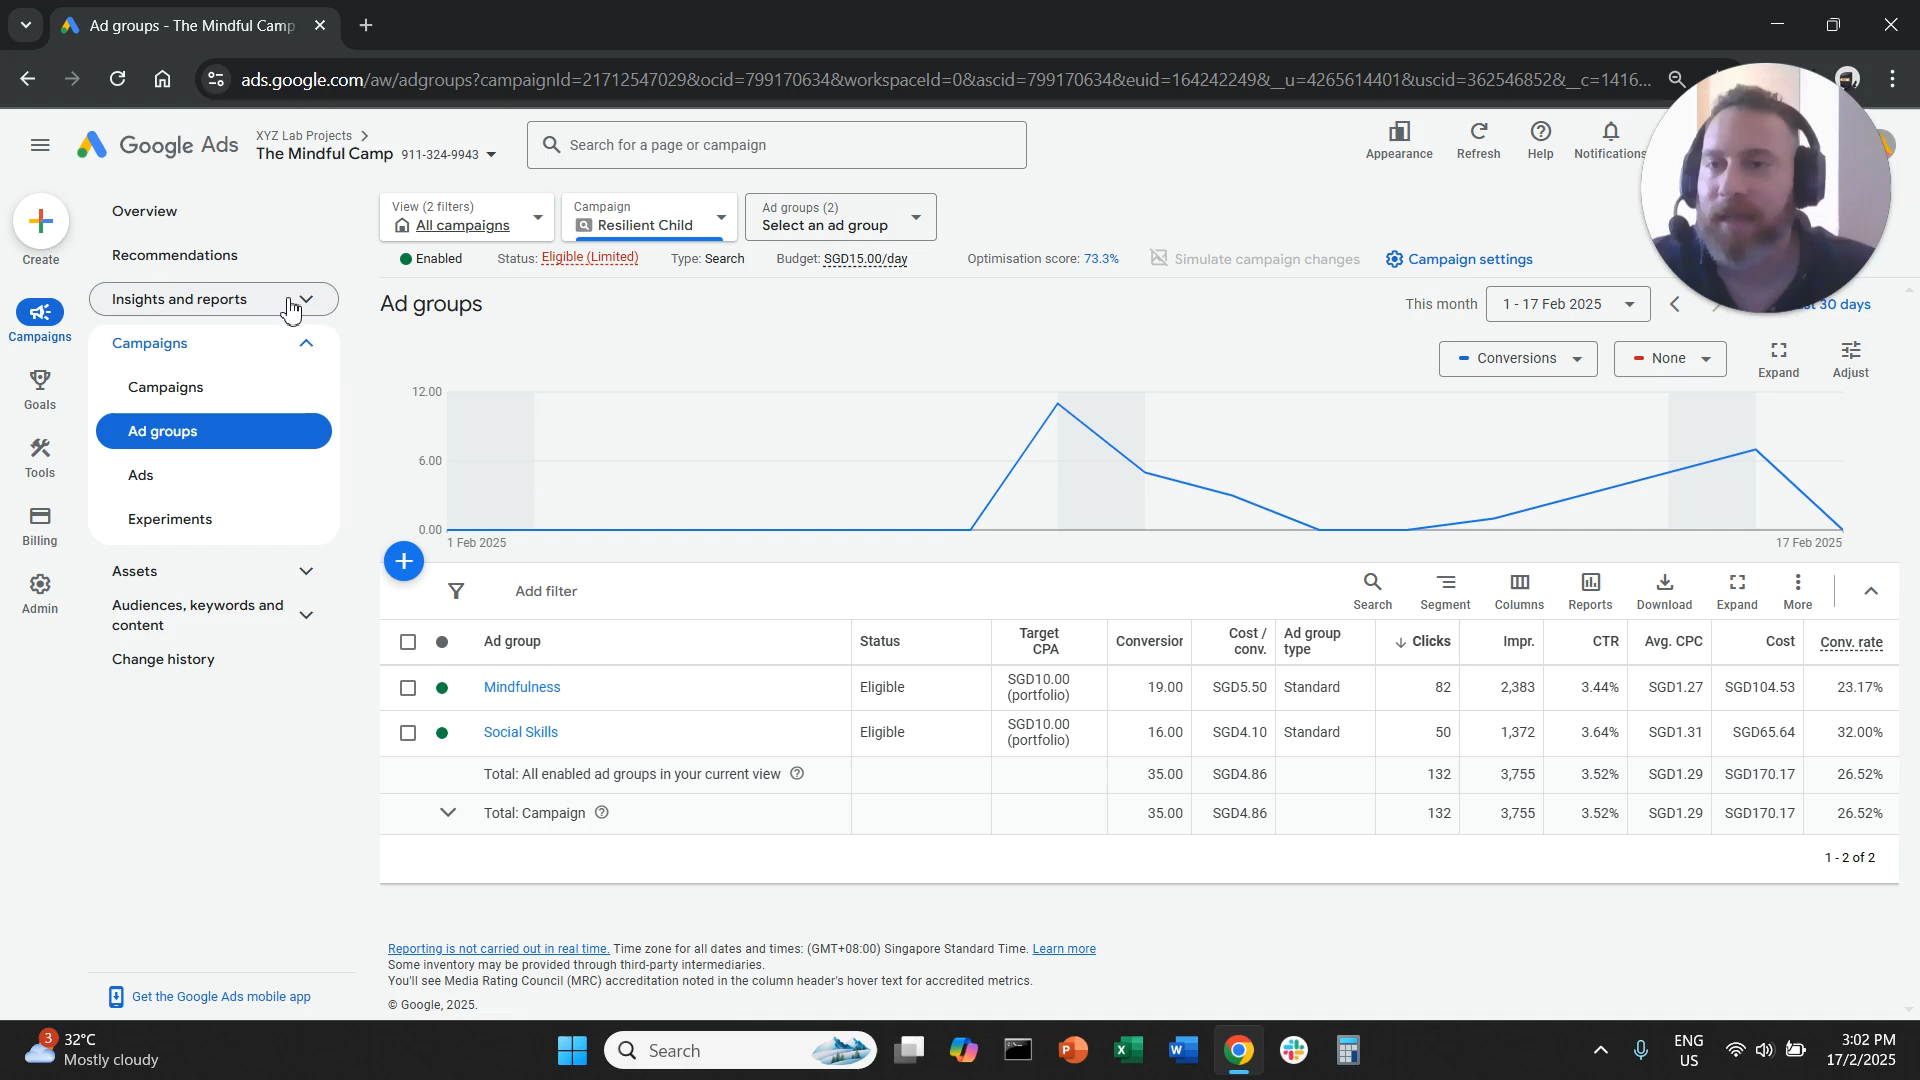 Ad groups - The Mindful Camp
ads.google.com/aw/adgroups?campaignId=21712547029&ocid=799170634&workspaceId=0&ascid=799170634&euid=164242249&__u=4265614401&uscid=362546852&__c=1416...
Google Ads
XYZ Lab Projects
The Mindful Camp 911-324-9943
Search for a page or campaign
Appearance
Refresh
Help
Notifications
Create
Campaigns
Goals
Tools
Billing
Admin
Overview
Recommendations
Insights and reports
Campaigns
Campaigns
Ad groups
Ads
Experiments
Assets
Audiences, keywords and
content
Change history
Get the Google Ads mobile app
View (2 filters)
All campaigns
Campaign
Resilient Child
Ad groups (2)
Select an ad group
Enabled
Status: Eligible (Limited)
Type: Search
Budget: SGD15.00/day
Optimisation score: 73.3%
Simulate campaign changes
Campaign settings
Ad groups
This month
1 - 17 Feb 2025
30 days
Conversions
None
Expand
Adjust
12.00
6.00
0.00
1 Feb 2025
17 Feb 2025
Add filter
Search
Segment
Columns
Reports
Download
Expand
More
Ad group Status Target CPA Conversior Cost / conv. Ad group type Clicks Impr. CTR Avg. CPC Cost Conv. rate
Mindfulness Eligible SGD10.00 (portfolio) 19.00 SGD5.50 Standard 82 2,383 3.44% SGD1.27 SGD104.53 23.17%
Social Skills Eligible SGD10.00 (portfolio) 16.00 SGD4.10 Standard 50 1,372 3.64% SGD1.31 SGD65.64 32.00%
Total: All enabled ad groups in your current view 35.00 SGD4.86 132 3,755 3.52% SGD1.29 SGD170.17 26.52%
Total: Campaign 35.00 SGD4.86 132 3,755 3.52% SGD1.29 SGD170.17 26.52%
1 - 2 of 2
Reporting is not carried out in real time. Time zone for all dates and times: (GMT+08:00) Singapore Standard Time. Learn more
Some inventory may be provided through third-party intermediaries.
You'll see Media Rating Council (MRC) accreditation noted in the column header's hover text for accredited metrics.
© Google, 2025.
3
32°C
Mostly cloudy
Search
P
X
W
ENG
US
3:02 PM
17/2/2025